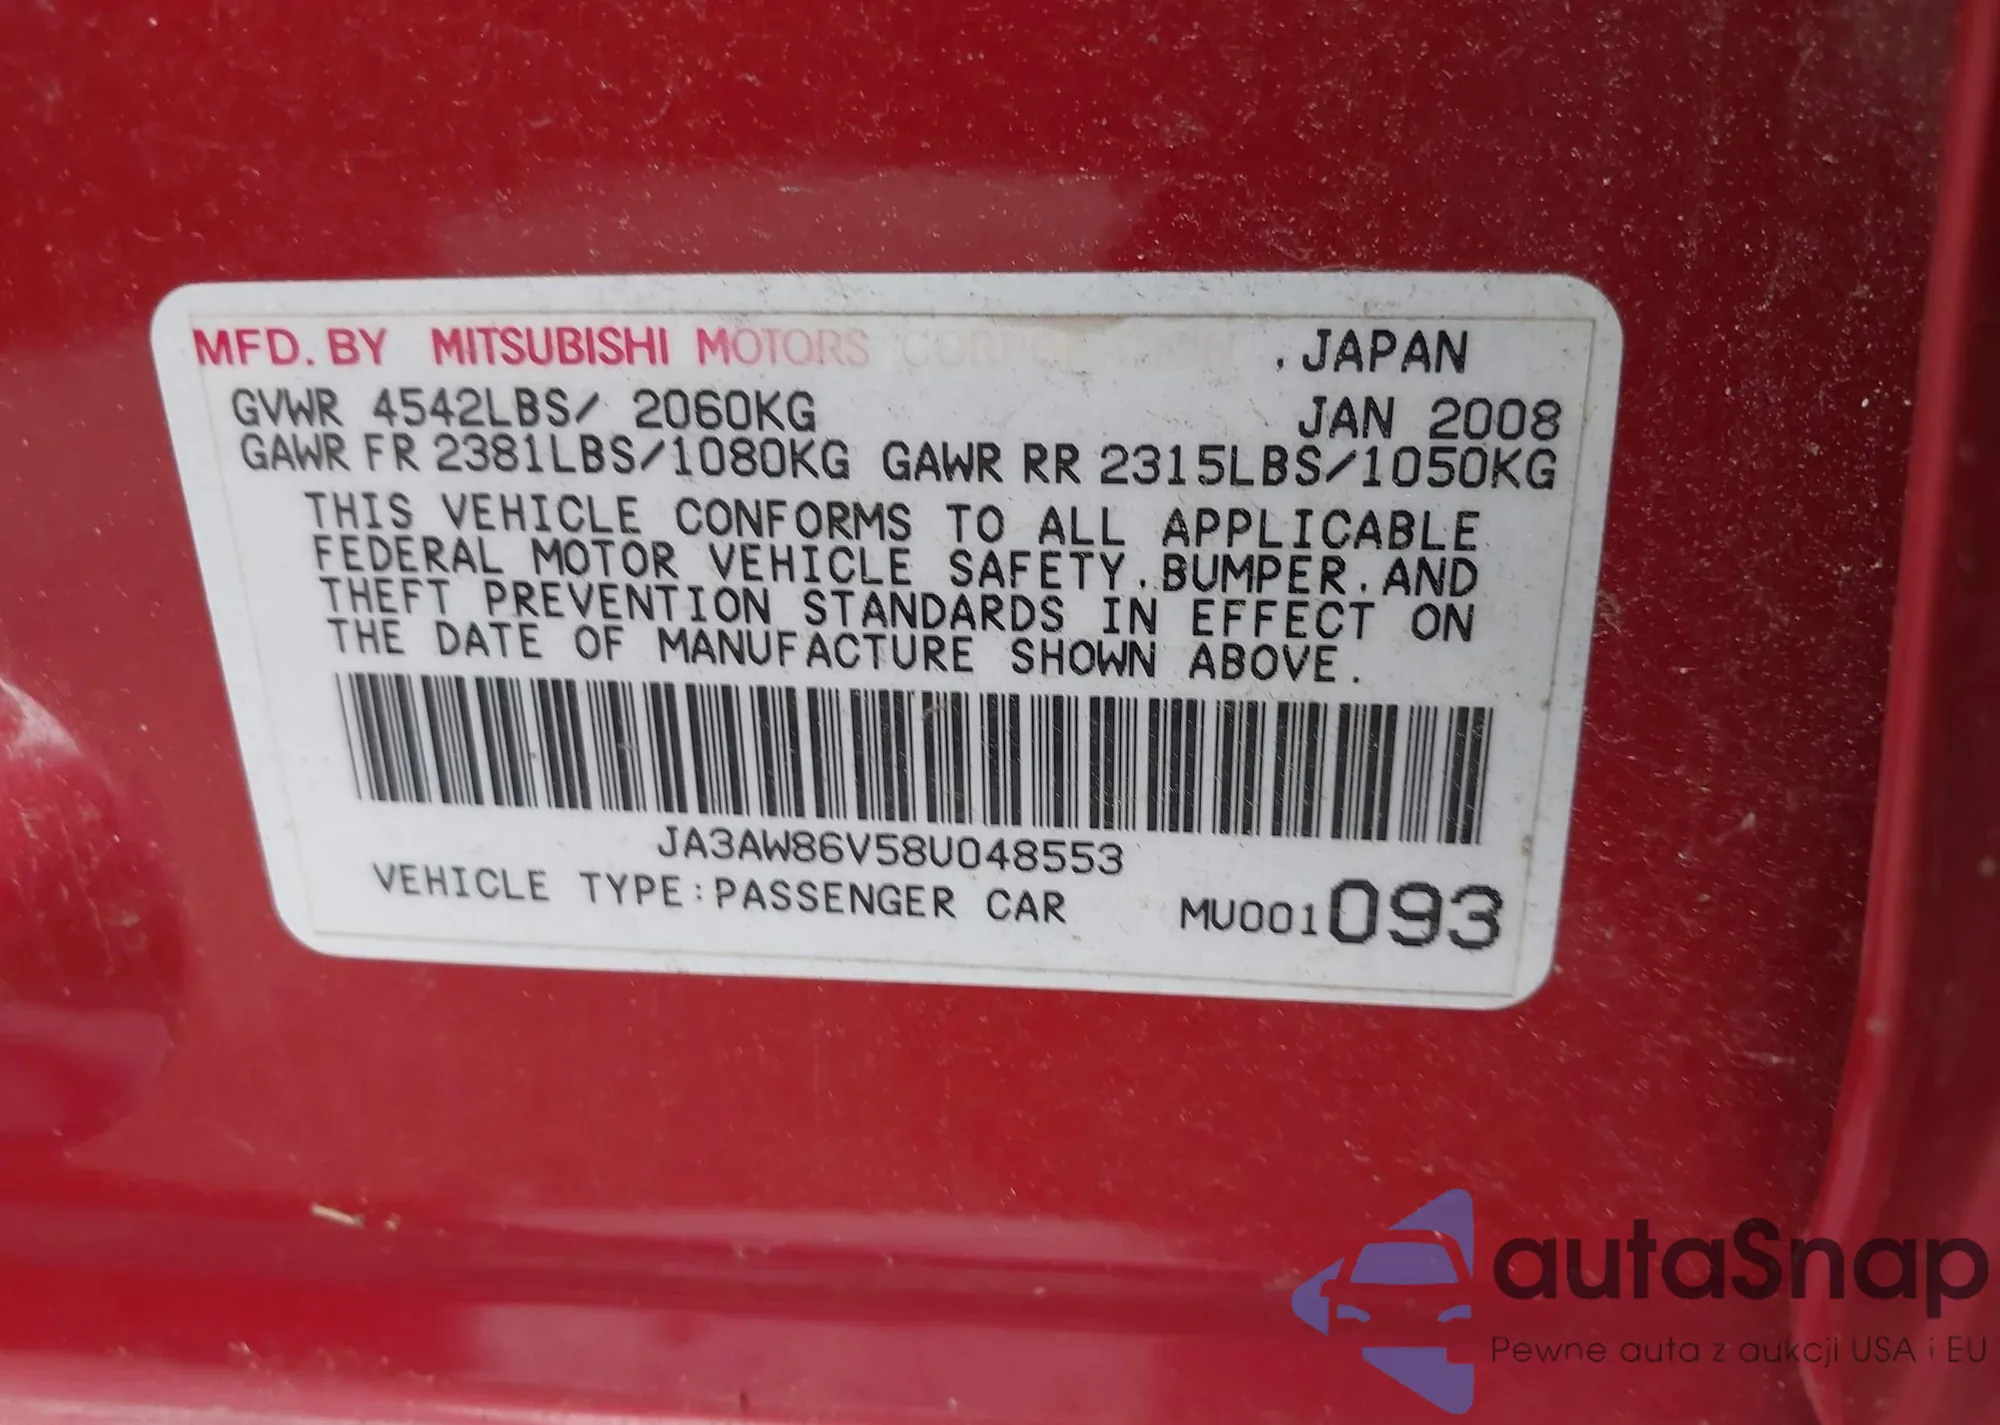 MFD. BY MITSUBISHI MOTORS CORPORATION , JAPAN
GVWR 4542LBS/ 2060KG JAN 2008
GAWR FR 2381LBS/1080KG GAWR RR 2315LBS/1050KG
THIS VEHICLE CONFORMS TO ALL APPLICABLE
FEDERAL MOTOR VEHICLE SAFETY,BUMPER,AND
THEFT PREVENTION STANDARDS IN EFFECT ON
THE DATE OF MANUFACTURE SHOWN ABOVE.
JA3AW86V58U048553
VEHICLE TYPE:PASSENGER CAR MU001093
autaSnap
Pewne auta z aukcji USA i EU